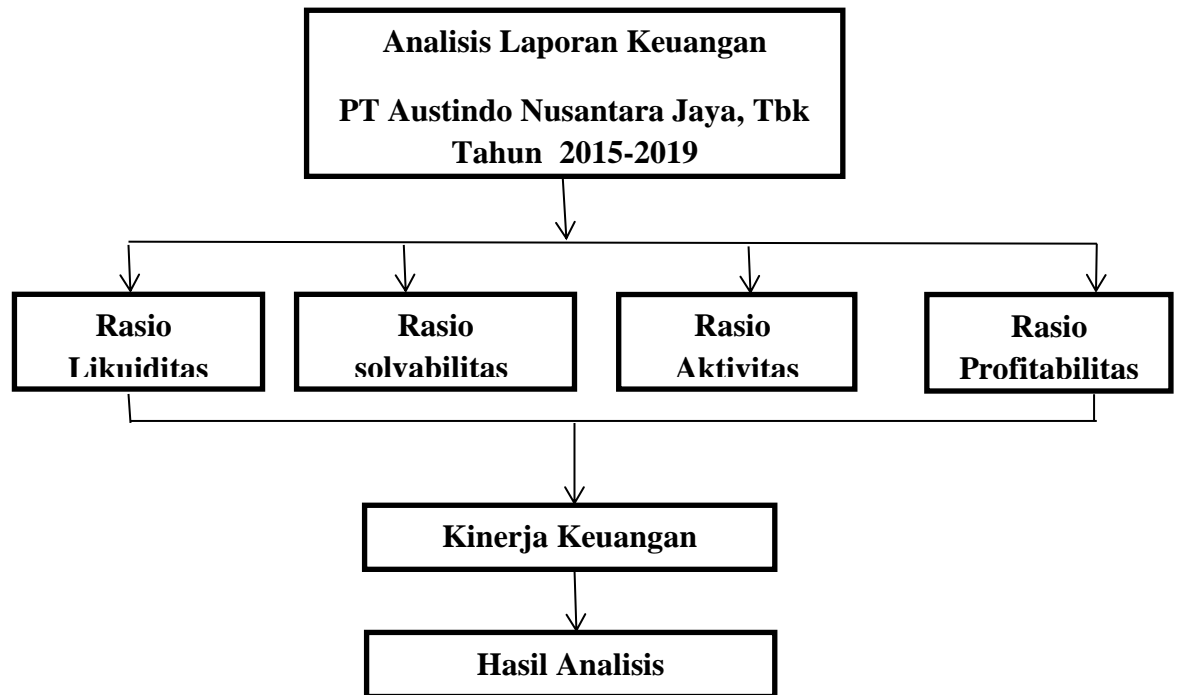 Analisis Laporan Keuangan
PT Austindo Nusantara Jaya, Tbk
Tahun 2015-2019
Rasio
Likuiditas
Rasio
solvabilitas
Rasio
Aktivitas
Rasio
Profitabilitas
Kinerja Keuangan
Hasil Analisis